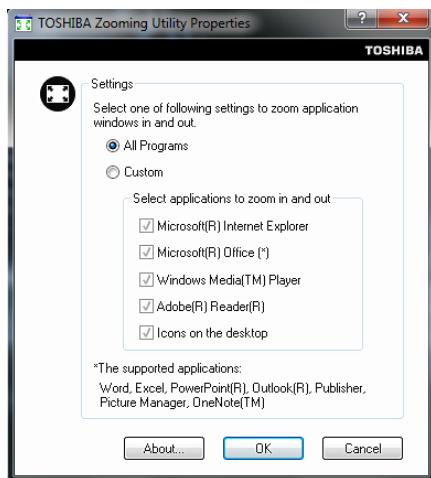 TOSHIBA Zooming Utility Properties
TOSHIBA
Settings
Select one of following settings to zoom application
windows in and out.
All Programs
Custom
Select applications to zoom in and out
Microsoft(R) Internet Explorer
Microsoft(R) Office (*)
Windows Media(TM) Player
Adobe(R) Reader(R)
Icons on the desktop
*The supported applications:
Word, Excel, PowerPoint(R), Outlook(R), Publisher,
Picture Manager, OneNote(TM)
About... OK Cancel